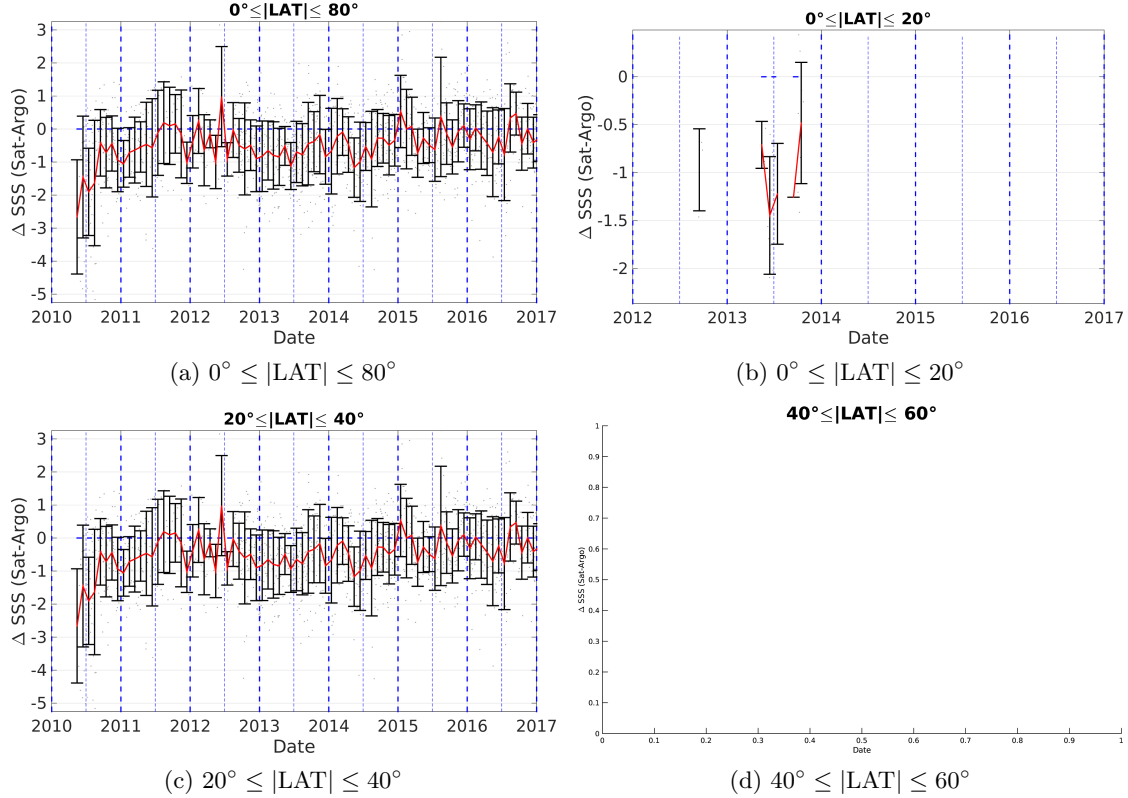 0°≤|LAT|≤ 80°
3
2
1
0
-1
-2
-3
-4
-5
Δ SSS (Sat-Argo)
2010 2011 2012 2013 2014 2015 2016 2017
Date
(a) 0° ≤ |LAT| ≤ 80°
0°≤|LAT|≤ 20°
0
-0.5
-1
-1.5
-2
Δ SSS (Sat-Argo)
2012 2013 2014 2015 2016 2017
Date
(b) 0° ≤ |LAT| ≤ 20°
20°≤|LAT|≤ 40°
3
2
1
0
-1
-2
-3
-4
-5
Δ SSS (Sat-Argo)
2010 2011 2012 2013 2014 2015 2016 2017
Date
(c) 20° ≤ |LAT| ≤ 40°
40°≤|LAT|≤ 60°
1
0.9
0.8
0.7
0.6
0.5
0.4
0.3
0.2
0.1
0
Δ SSS (Sat-Argo)
0 0.1 0.2 0.3 0.4 0.5 0.6 0.7 0.8 0.9 1
Date
(d) 40° ≤ |LAT| ≤ 60°